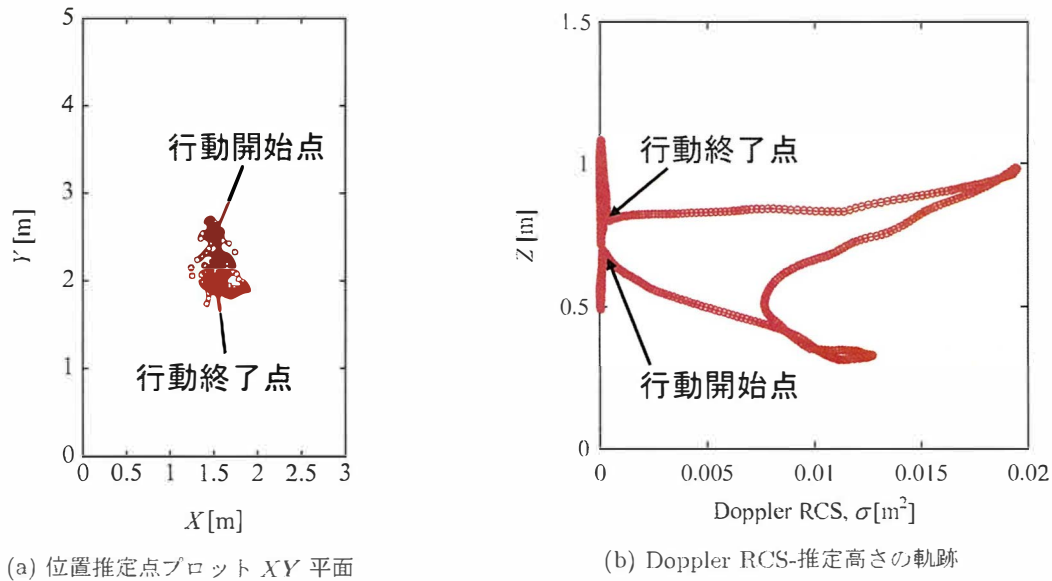 5
4
3
2
1
0
Y [m]
行動開始点
行動終了点
0 0.5 1 1.5 2 2.5 3
X [m]
(a) 位置推定点プロット XY 平面
1.5
1
0.5
0
Z [m]
行動終了点
行動開始点
0 0.005 0.01 0.015 0.02
Doppler RCS, σ[m²]
(b) Doppler RCS-推定高さの軌跡